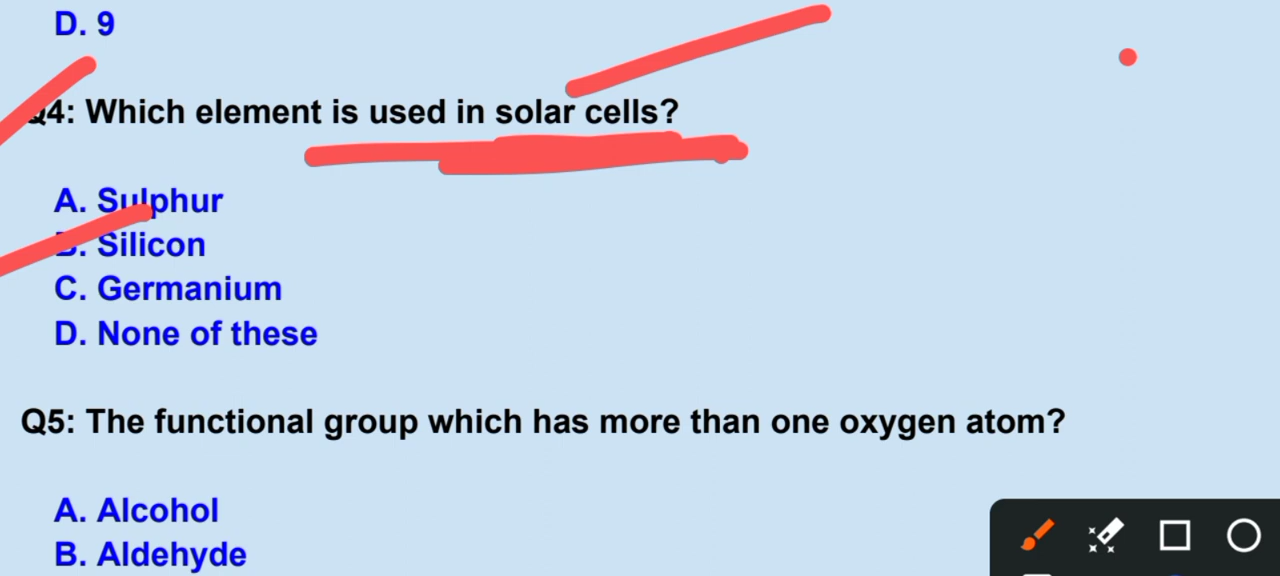 D. 9
Q4: Which element is used in solar cells?
A. Sulphur
B. Silicon
C. Germanium
D. None of these
Q5: The functional group which has more than one oxygen atom?
A. Alcohol
B. Aldehyde